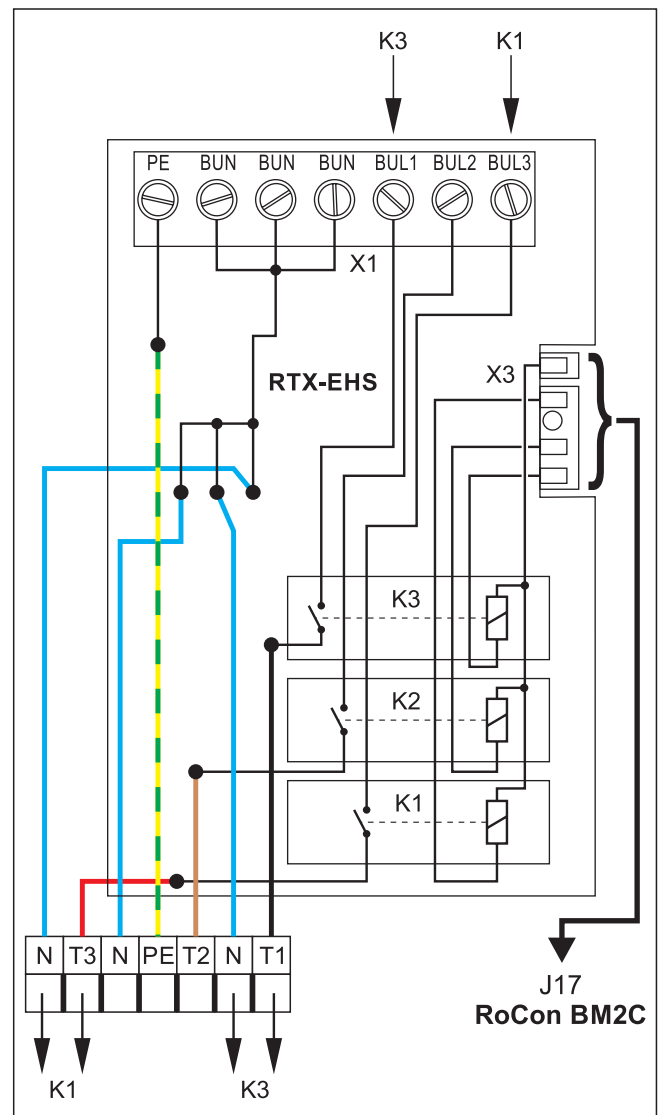 K3 K1
PE BUN BUN BUN BUL1 BUL2 BUL3
X1
RTX-EHS
X3
K3
K2
K1
N T3 N PE T2 N T1
J17
RoCon BM2C
K1 K3